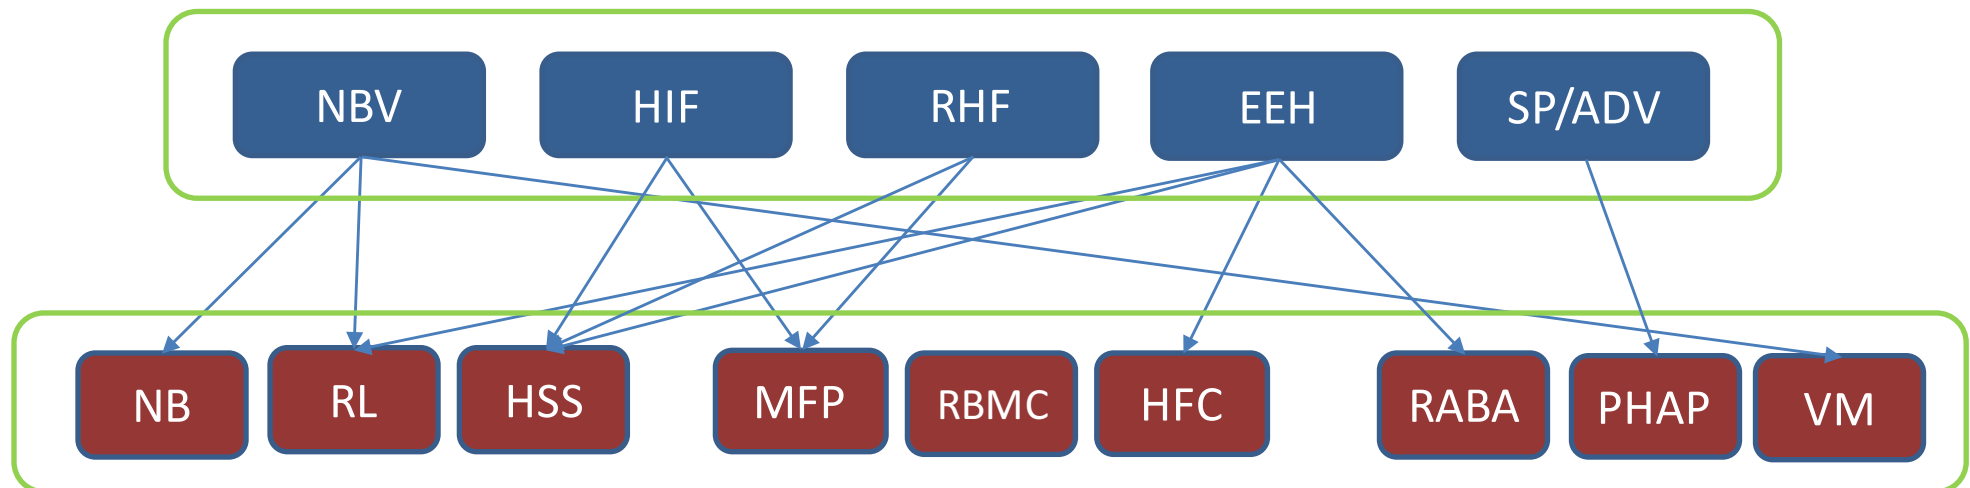 NBV
HIF
RHF
EEH
SP/ADV
NB
RL
HSS
MFP
RBMC
HFC
RABA
PHAP
VM